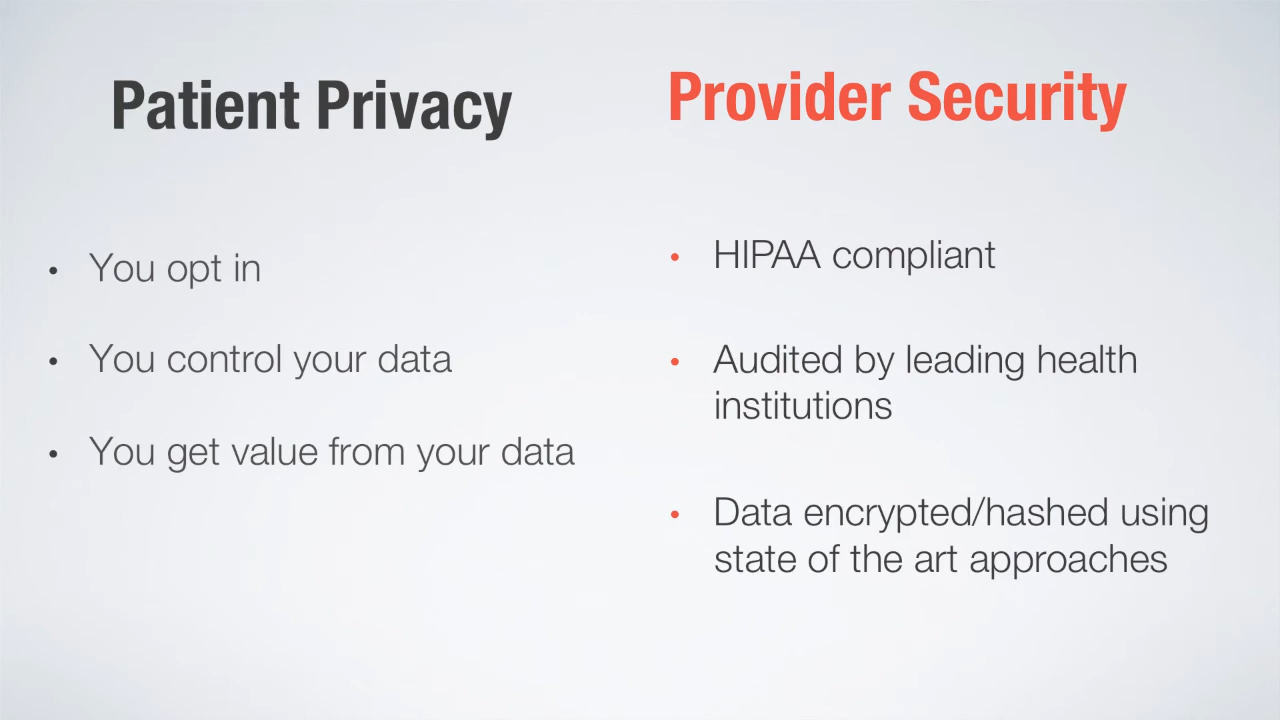 Patient Privacy
• You opt in
• You control your data
• You get value from your data
Provider Security
• HIPAA compliant
• Audited by leading health
institutions
• Data encrypted/hashed using
state of the art approaches